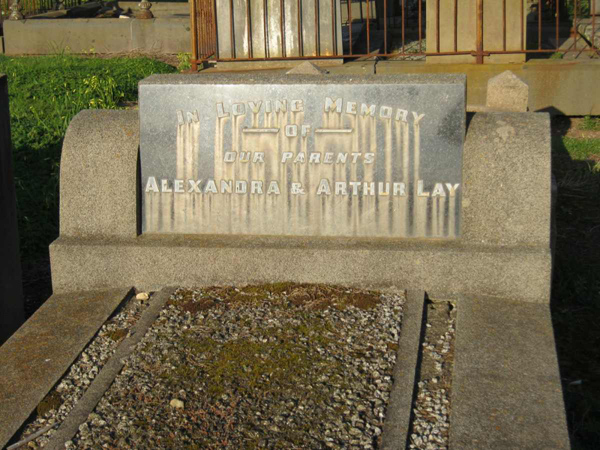 In Loving Memory
— OF —
OUR PARENTS
ALEXANDRA & ARTHUR LAY